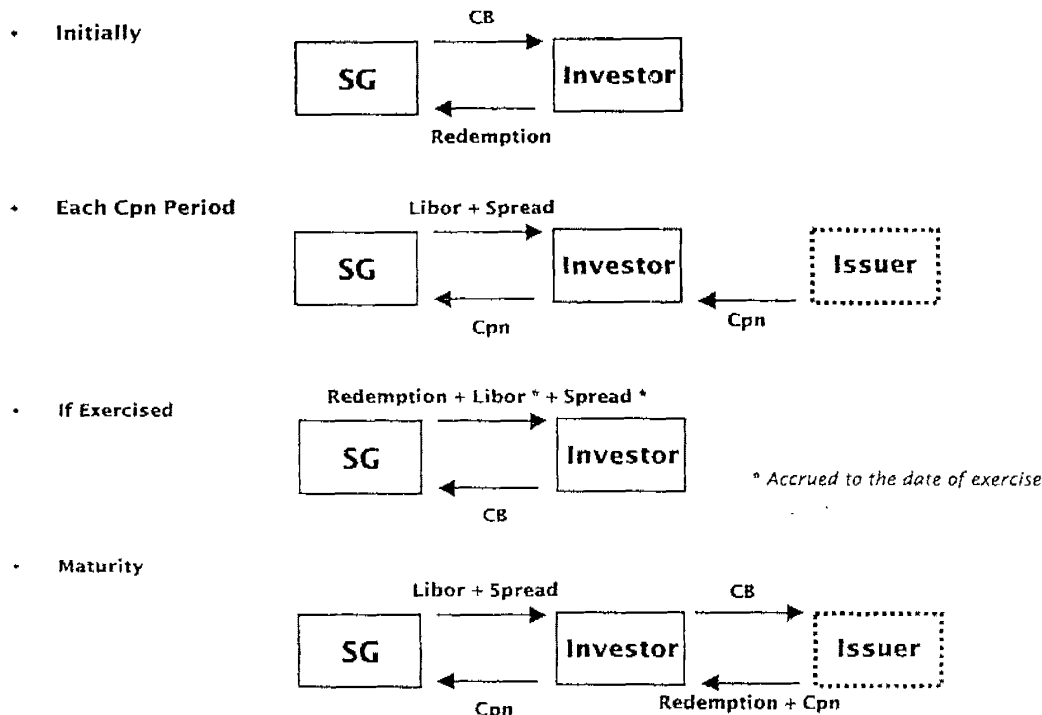 CB
• Initially
SG Investor
Redemption
• Each Cpn Period Libor + Spread
SG Investor Issuer
Cpn Cpn
• If Exercised Redemption + Libor * + Spread *
SG Investor
* Accrued to the date of exercise
CB
• Maturity
Libor + Spread CB
SG Investor Issuer
Cpn Redemption + Cpn